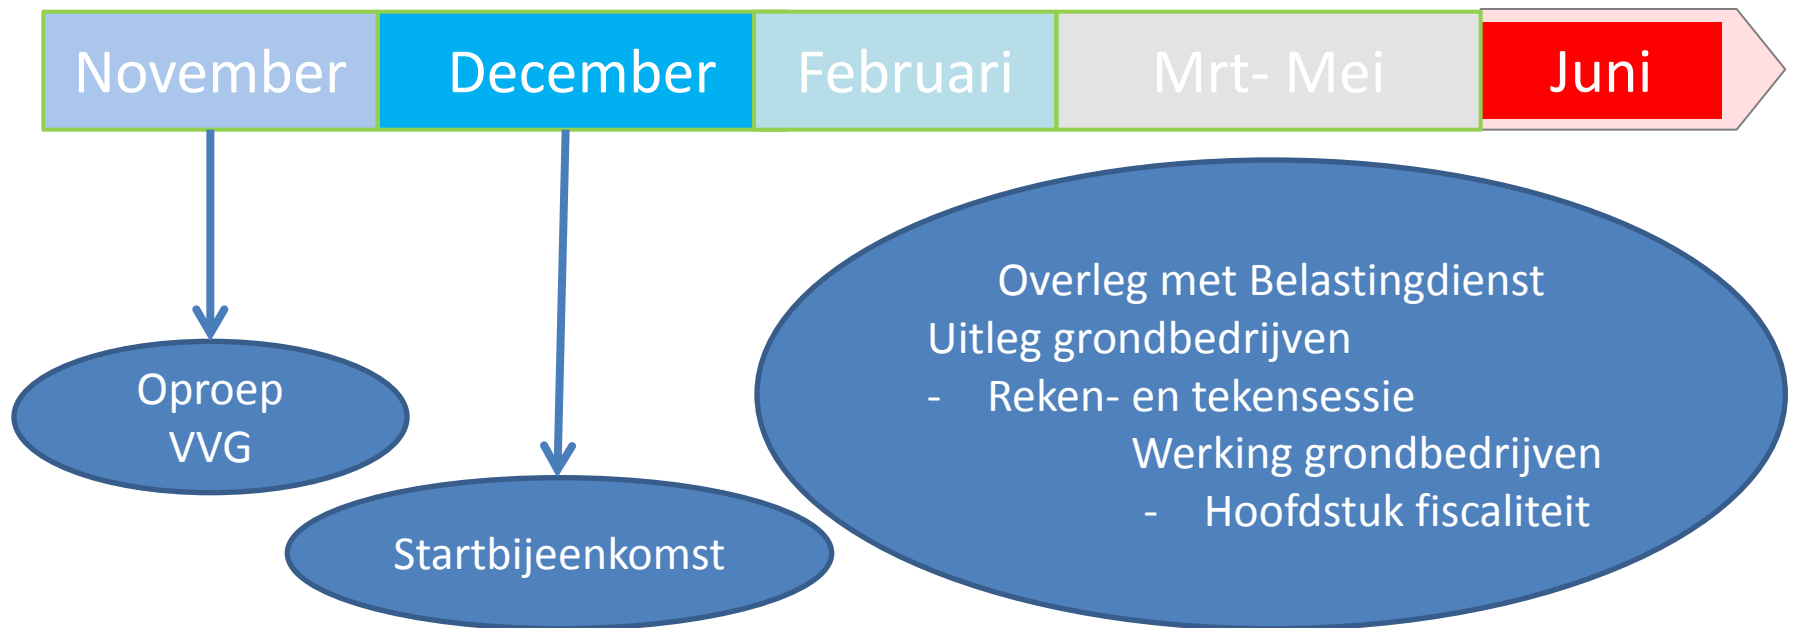 November
December
Februari
Mrt- Mei
Juni
Oproep
VVG
Startbijeenkomst
Overleg met Belastingdienst
Uitleg grondbedrijven
- Reken- en tekensessie
Werking grondbedrijven
- Hoofdstuk fiscaliteit